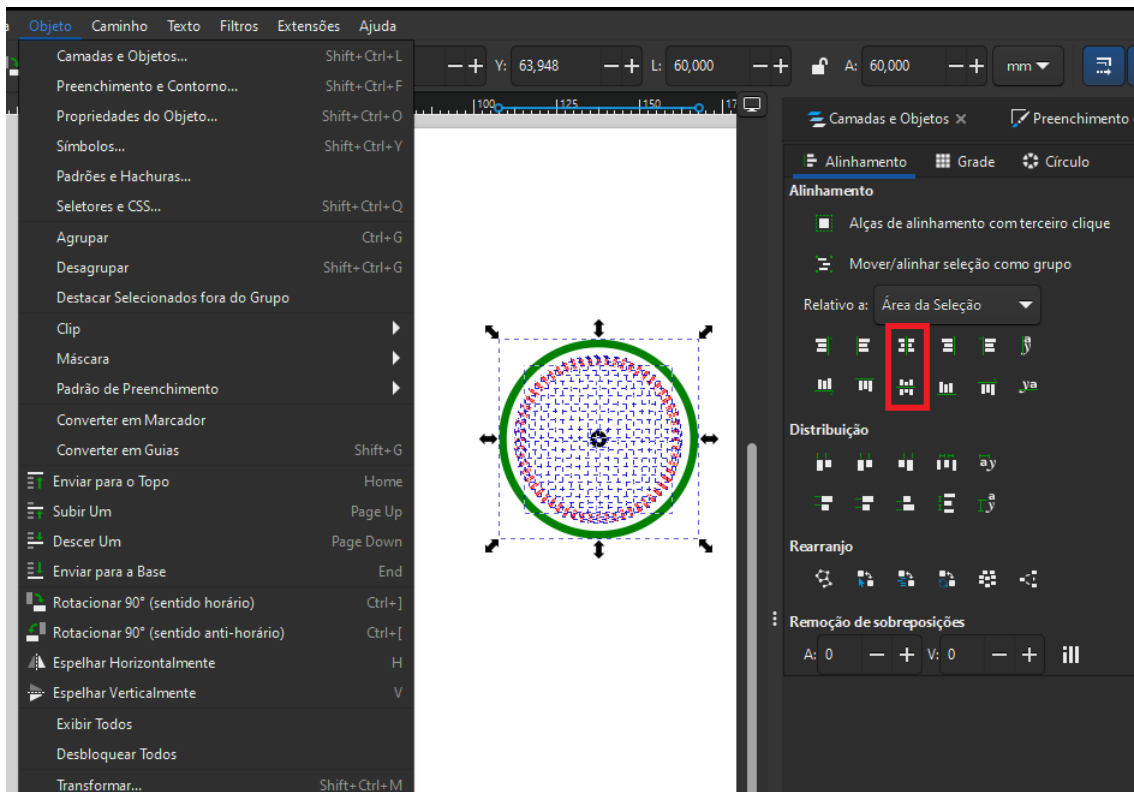 Objeto Caminho Texto Filtros Extensões Ajuda
Camadas e Objetos... Shift+Ctrl+L
Preenchimento e Contorno... Shift+Ctrl+F
Propriedades do Objeto... Shift+Ctrl+O
Símbolos... Shift+Ctrl+Y
Padrões e Hachuras...
Seletores e CSS... Shift+Ctrl+Q
Agrupar Ctrl+G
Desagrupar Shift+Ctrl+G
Destacar Selecionados fora do Grupo
Clip
Máscara
Padrão de Preenchimento
Converter em Marcador
Converter em Guias Shift+G
Enviar para o Topo Home
Subir Um Page Up
Descer Um Page Down
Enviar para a Base End
Rotacionar 90° (sentido horário) Ctrl+]
Rotacionar 90° (sentido anti-horário) Ctrl+[
Espelhar Horizontalmente H
Espelhar Verticalmente V
Exibir Todos
Desbloquear Todos
Transformar... Shift+Ctrl+M
Y: 63,948 L: 60,000 A: 60,000 mm
100 125 150 17
Camadas e Objetos Preenchimento
Alinhamento Grade Círculo
Alinhamento
Alças de alinhamento com terceiro clique
Mover/alinhar seleção como grupo
Relativo a: Área da Seleção
Distribuição
Rearranjo
Remoção de sobreposições
A: 0 V: 0